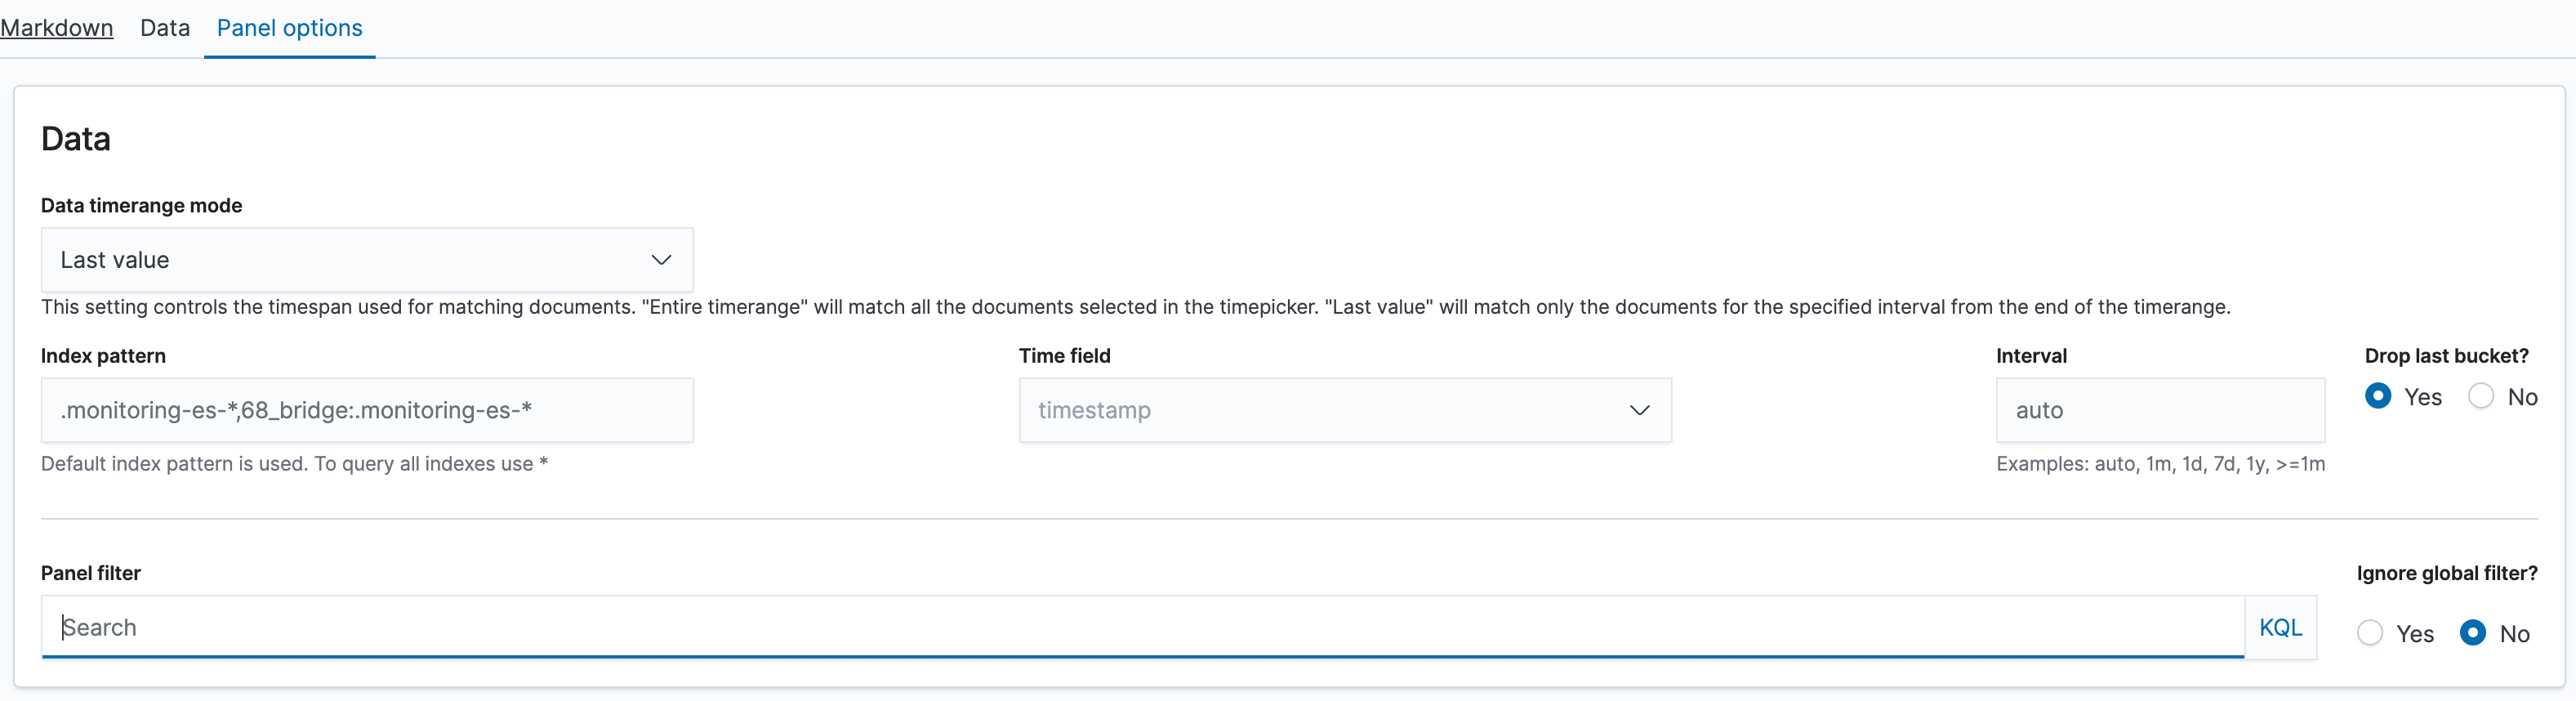 Markdown Data Panel options
Data
Data timerange mode
Last value
This setting controls the timespan used for matching documents. "Entire timerange" will match all the documents selected in the timepicker. "Last value" will match only the documents for the specified interval from the end of the timerange.
Index pattern Time field Interval Drop last bucket?
.monitoring-es-*,68_bridge:.monitoring-es-* timestamp auto Yes No
Default index pattern is used. To query all indexes use * Examples: auto, 1m, 1d, 7d, 1y, >=1m
Panel filter Ignore global filter?
Search KQL Yes No